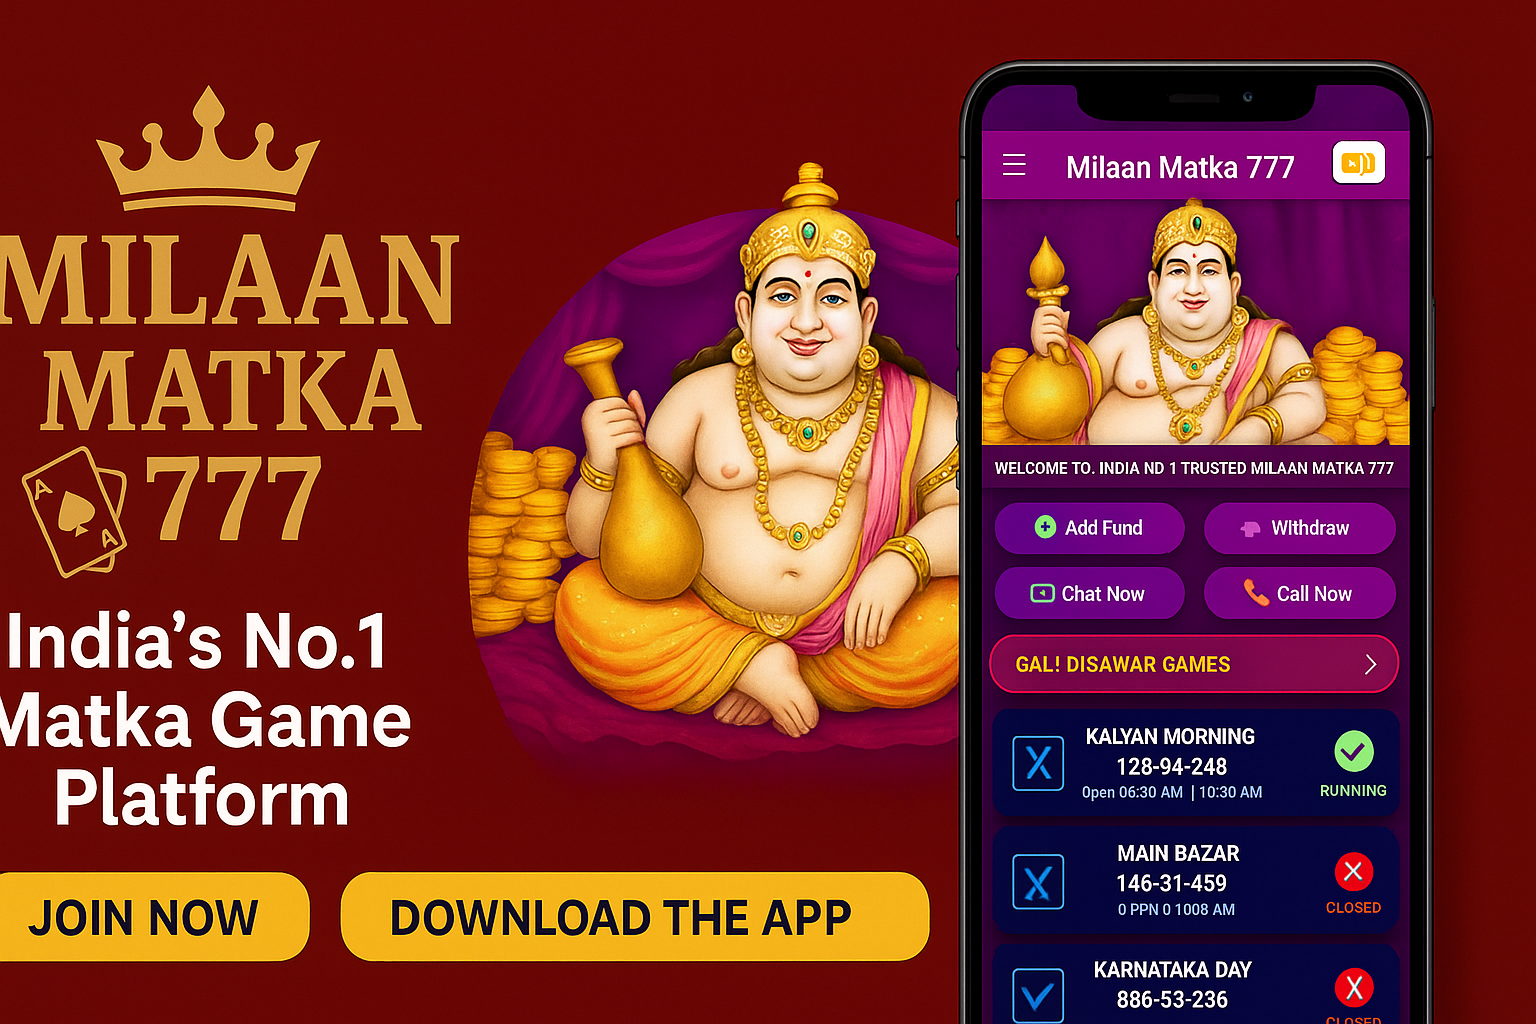 MILAAN
MATKA
A
A
777
India's No.1
Matka Game
Platform
JOIN NOW
DOWNLOAD THE APP
Milaan Matka 777
WELCOME TO. INDIA ND 1 TRUSTED MILAAN MATKA 777
Add Fund
WIthdraw
Chat Now
Call Now
GAL! DISAWAR GAMES
KALYAN MORNING
128-94-248
0pen 06:30 AM | 10:30 AM
RUNNING
MAIN BAZAR
146-31-459
0 PPN 0 1008 AM
CLOSED
KARNATAKA DAY
886-53-236
CLOSED